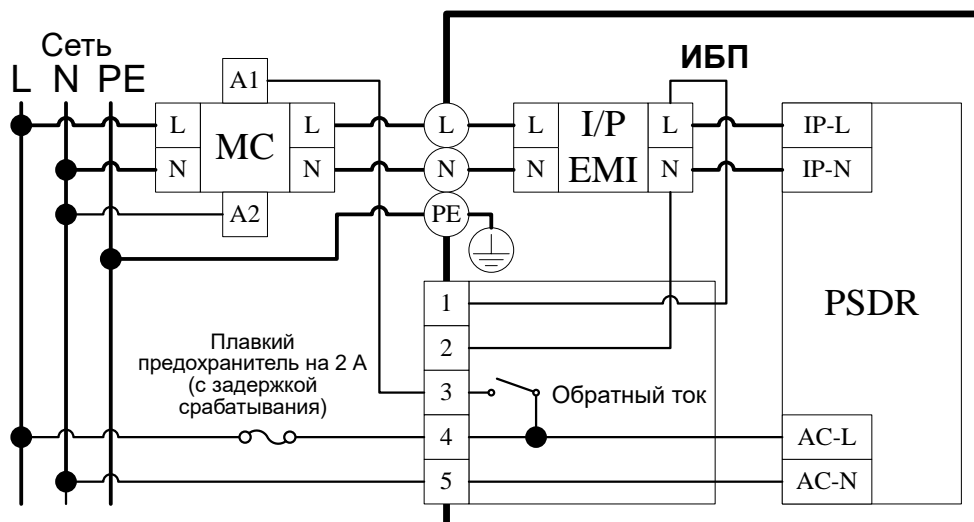 Сеть
L N PE
A1
L
N
MC
L
N
A2
L
N
PE
ИБП
L
N
I/P
EMI
L
N
IP-L
IP-N
PSDR
1
2
3
4
5
Плавкий
предохранитель на 2 А
(с задержкой
срабатывания)
Обратный ток
AC-L
AC-N